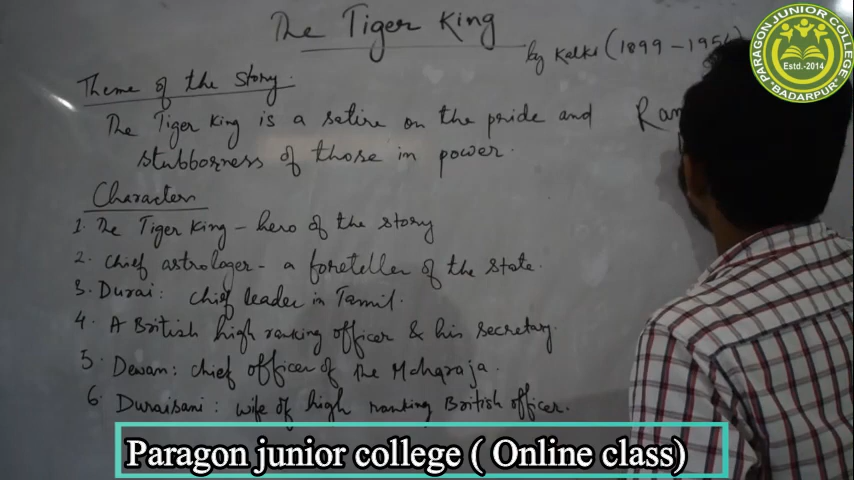 The Tiger King
by Kalki (1899 - 1954)
Theme of the Story.
The Tiger King is a satire on the pride and
stubborness of those in power.
Ram
Characters
1. The Tiger King - hero of the story
2. Chief astrologer - a foreteller of the state.
3. Durai: chief leader in Tamil.
4. A British high ranking officer & his secretary.
5. Dewan: chief officer of the Maharaja.
6. Duraisani: wife of high ranking British officer.
PARAGON JUNIOR COLLEGE
Estd.-2014
*BADARPUR*
Paragon junior college ( Online class)